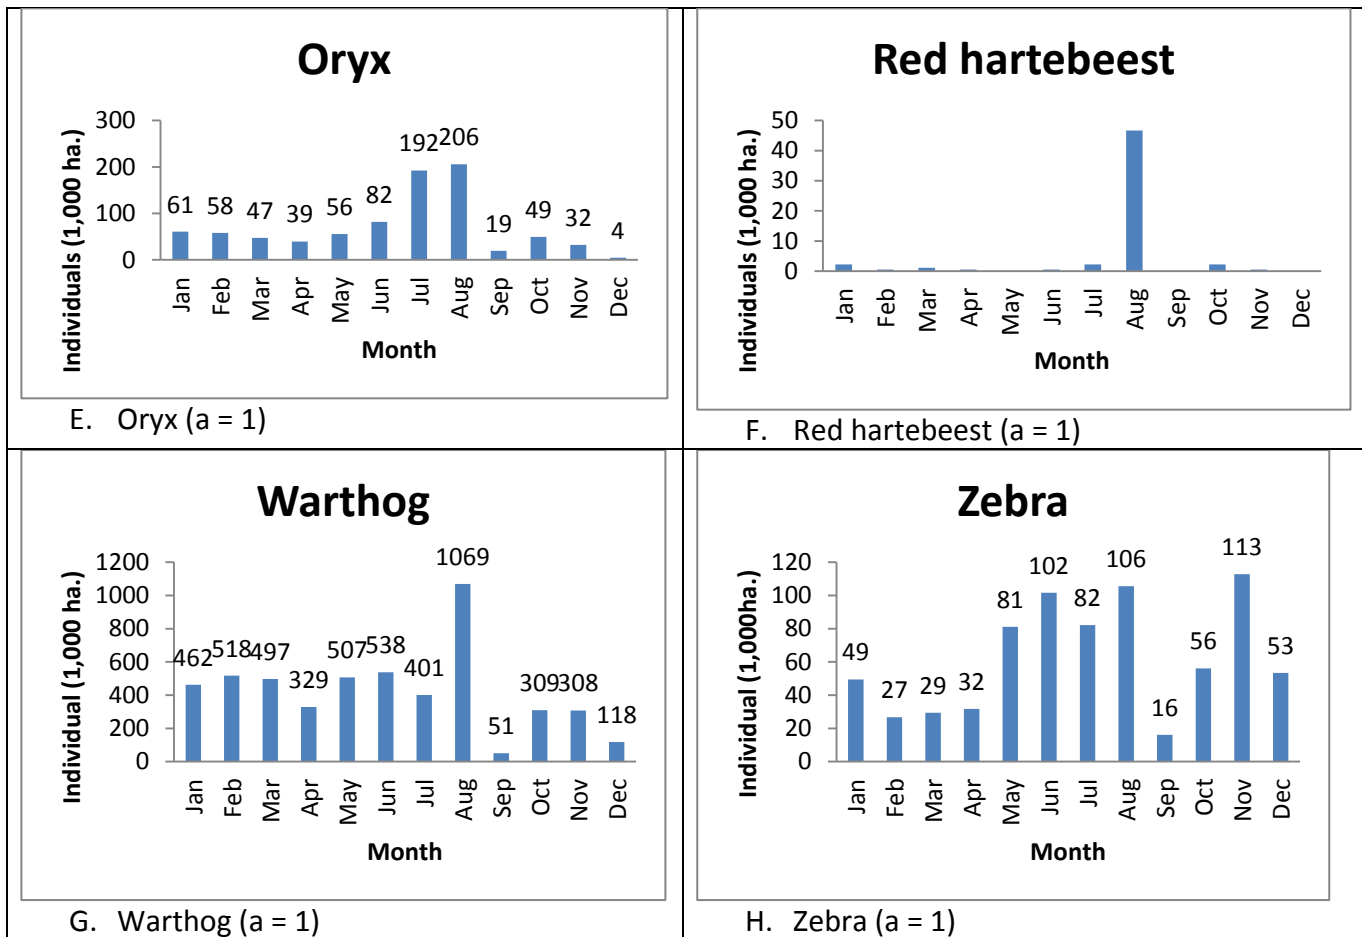 Oryx
Individuals (1,000 ha.)
300
200
100
0
61 58 47 39 56 82 192 206 19 49 32 4
Jan Feb Mar Apr May Jun Jul Aug Sep Oct Nov Dec
Month
E. Oryx (a = 1)
Red hartebeest
Individuals (1,000 ha.)
50
40
30
20
10
0
Jan Feb Mar Apr May Jun Jul Aug Sep Oct Nov Dec
Month
F. Red hartebeest (a = 1)
Warthog
Individual (1,000 ha.)
1200
1000
800
600
400
200
0
462 518 497 329 507 538 401 1069 51 309 308 118
Jan Feb Mar Apr May Jun Jul Aug Sep Oct Nov Dec
Month
G. Warthog (a = 1)
Zebra
Individual (1,000ha.)
120
100
80
60
40
20
0
49 27 29 32 81 102 82 106 16 56 113 53
Jan Feb Mar Apr May Jun Jul Aug Sep Oct Nov Dec
Month
H. Zebra (a = 1)